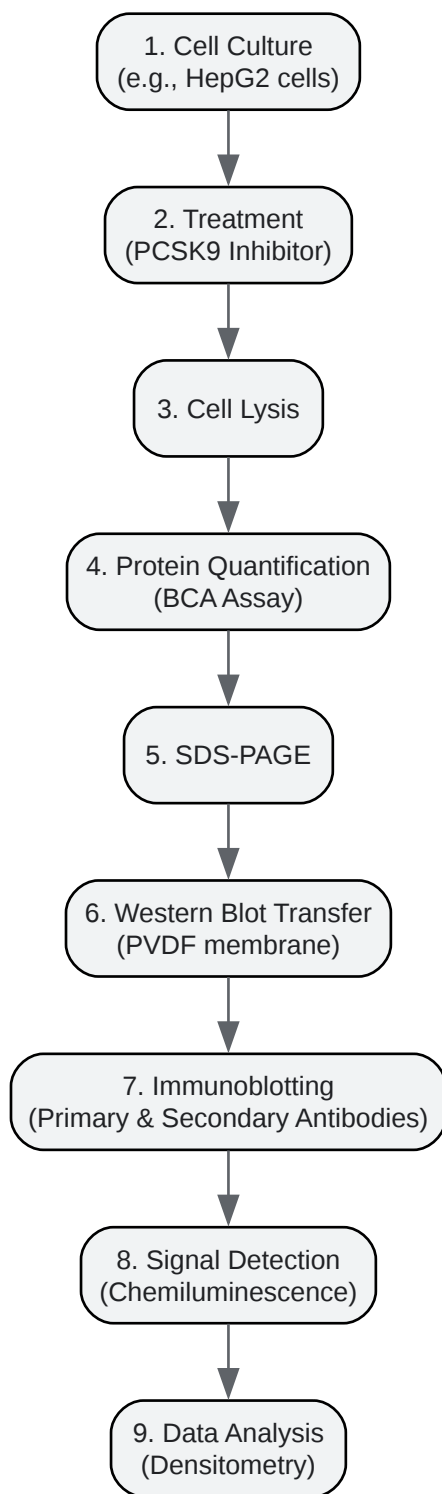 1. Cell Culture
(e.g., HepG2 cells)
2. Treatment
(PCSK9 Inhibitor)
3. Cell Lysis
4. Protein Quantification
(BCA Assay)
5. SDS-PAGE
6. Western Blot Transfer
(PVDF membrane)
7. Immunoblotting
(Primary & Secondary Antibodies)
8. Signal Detection
(Chemiluminescence)
9. Data Analysis
(Densitometry)